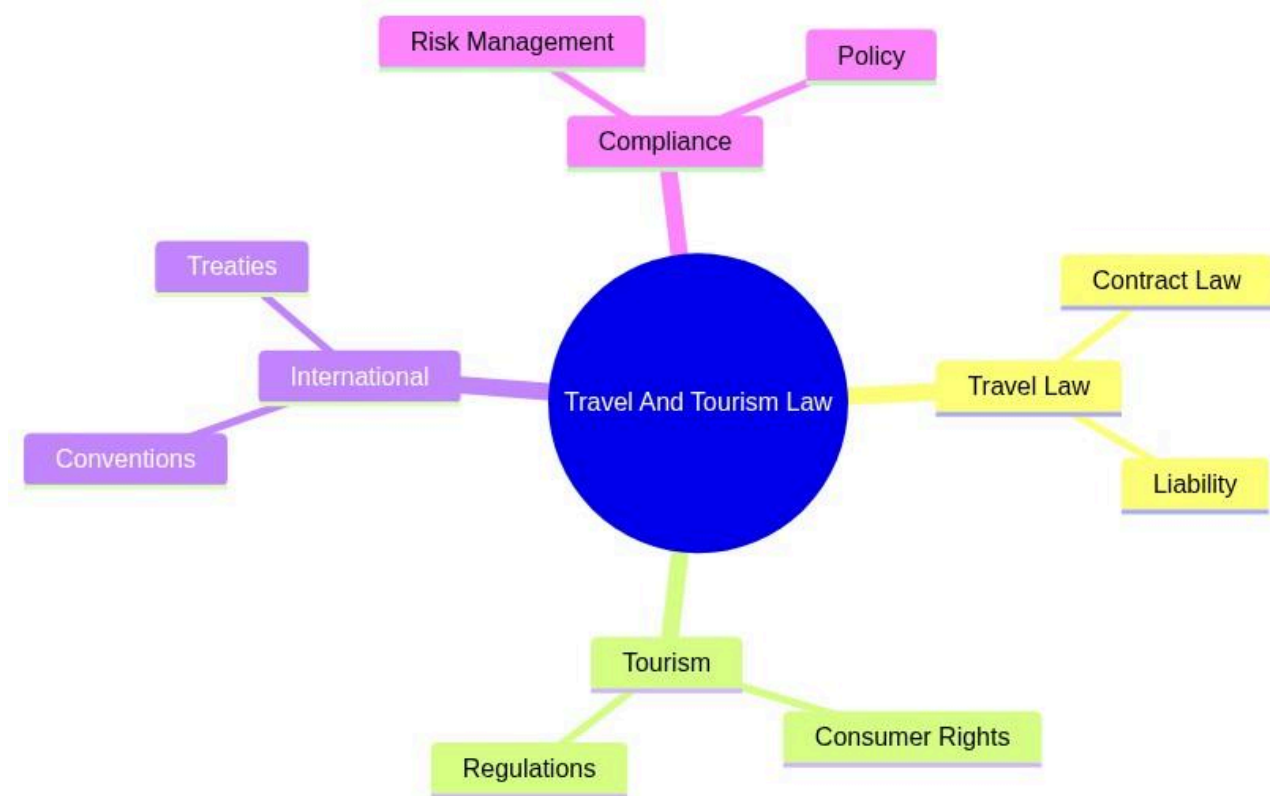 Risk Management
Policy
Compliance
Treaties
Contract Law
International
Travel Law
Travel And Tourism Law
Conventions
Liability
Tourism
Consumer Rights
Regulations